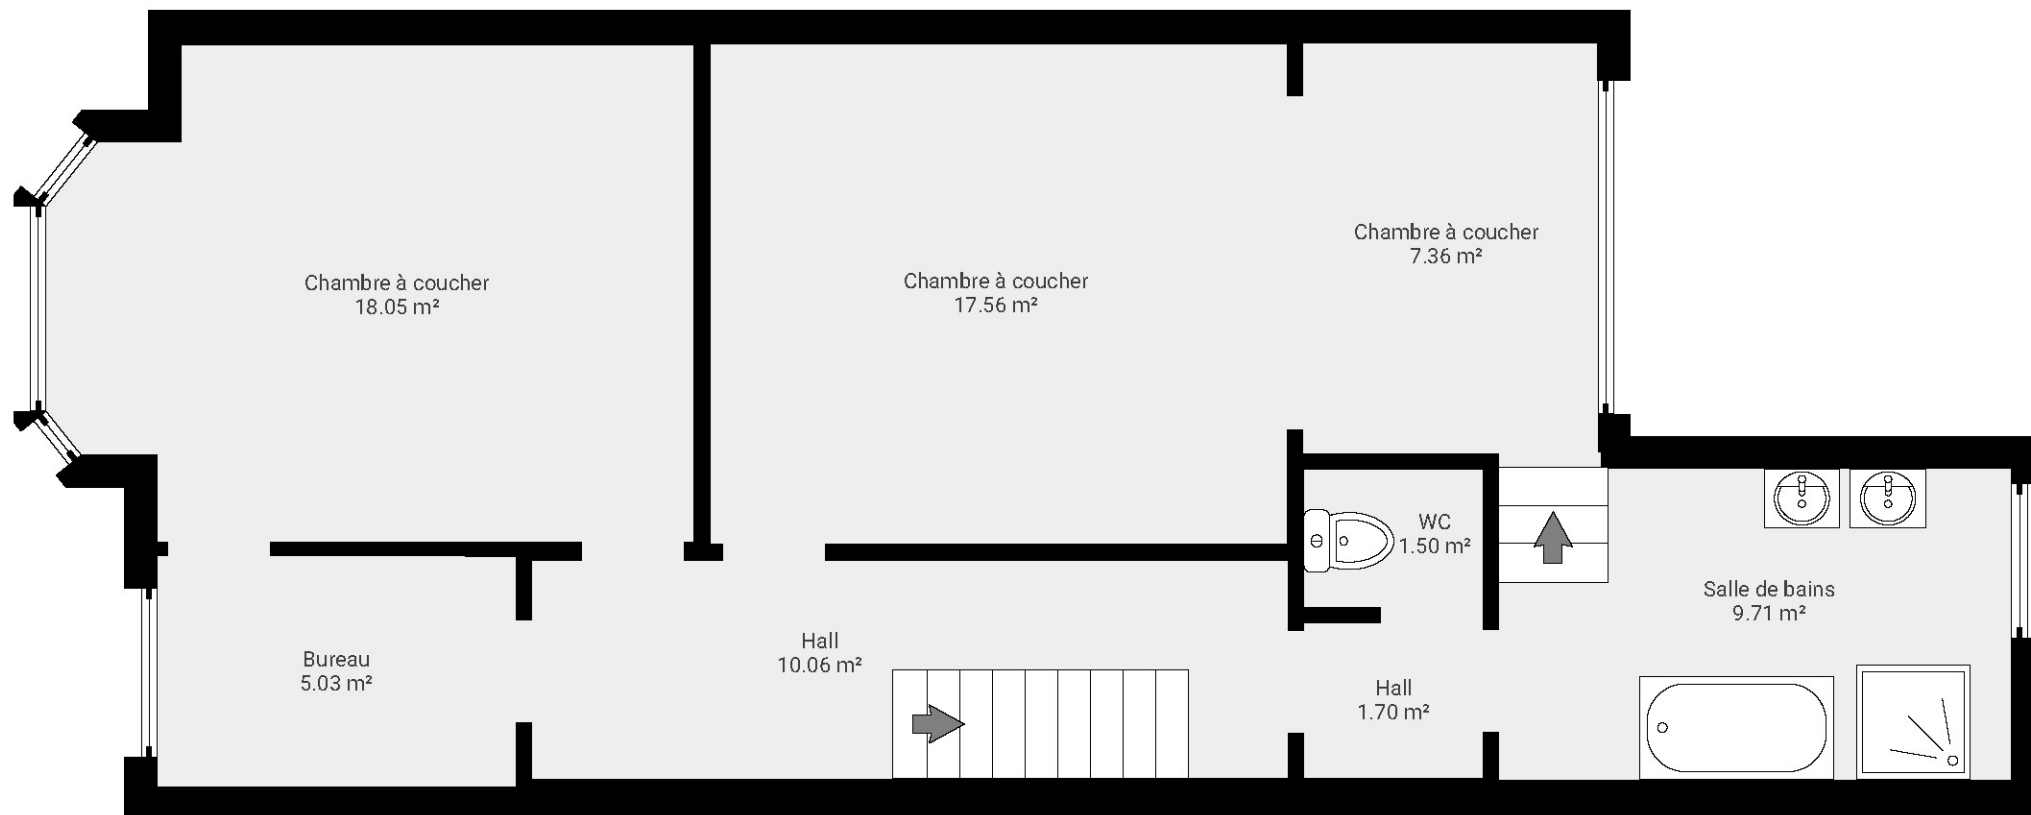 Chambre à coucher
18.05 m²
Chambre à coucher
17.56 m²
Chambre à coucher
7.36 m²
WC
1.50 m²
Salle de bains
9.71 m²
Hall
10.06 m²
Bureau
5.03 m²
Hall
1.70 m²